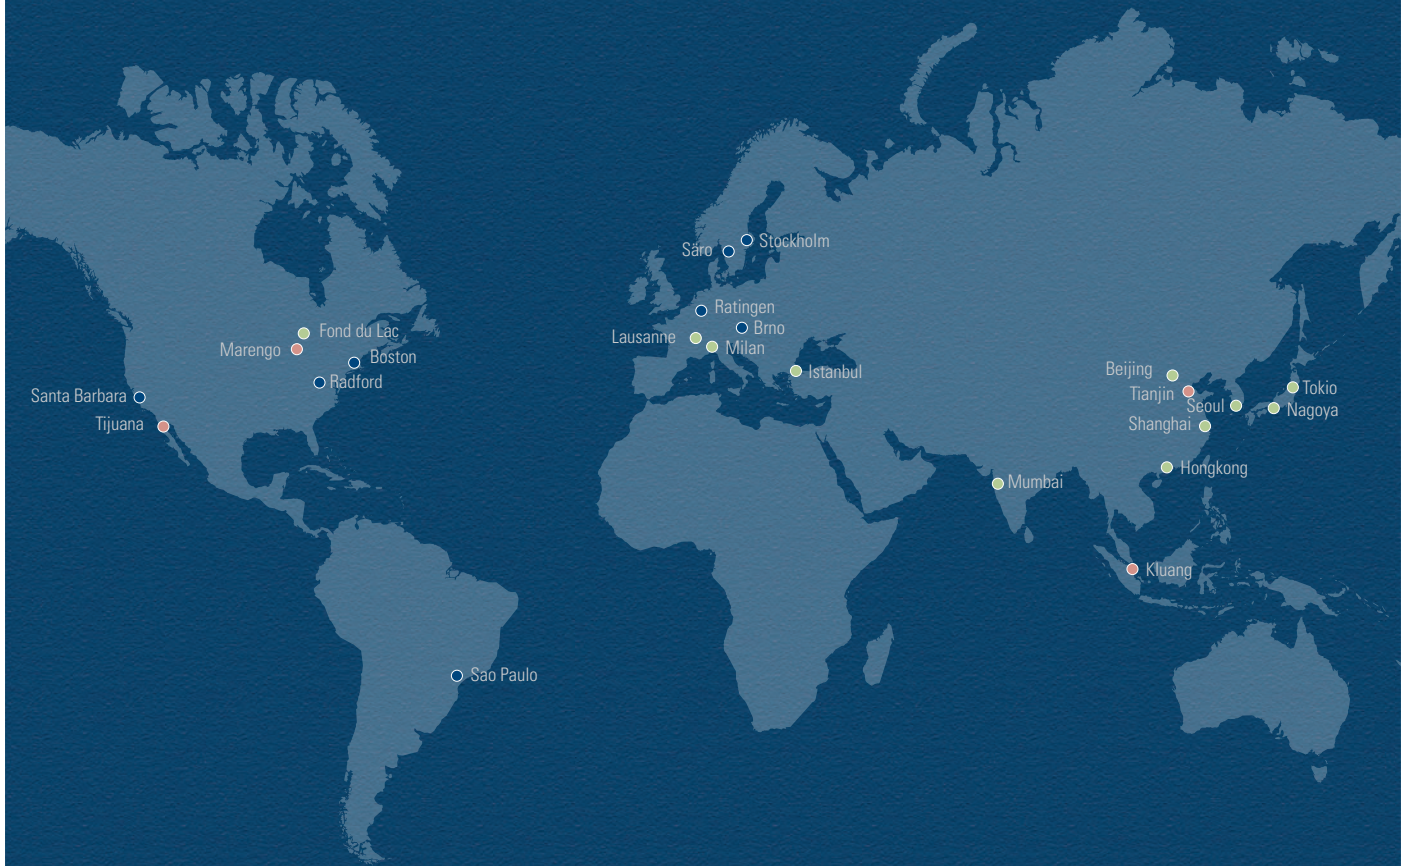 Stockholm
Säro
Ratingen
Brno
Fond du Lac
Lausanne
Milan
Marengo
Boston
Istanbul
Beijing
Radford
Tokio
Tianjin
Santa Barbara
Seoul
Nagoya
Tijuana
Shanghai
Hongkong
Mumbai
Kluang
Sao Paulo